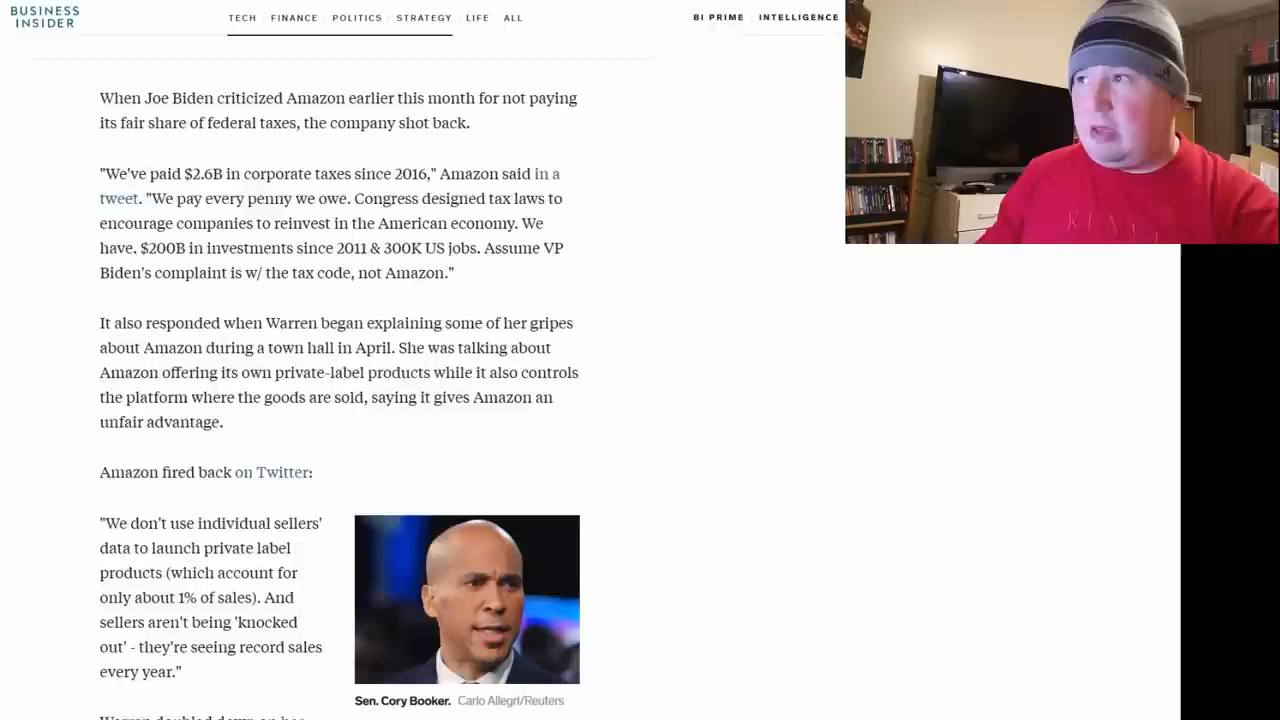 BUSINESS
INSIDER
TECH FINANCE POLITICS STRATEGY LIFE ALL
BI PRIME INTELLIGENCE
When Joe Biden criticized Amazon earlier this month for not paying
its fair share of federal taxes, the company shot back.
"We've paid $2.6B in corporate taxes since 2016," Amazon said in a
tweet. "We pay every penny we owe. Congress designed tax laws to
encourage companies to reinvest in the American economy. We
have. $200B in investments since 2011 & 300K US jobs. Assume VP
Biden's complaint is w/ the tax code, not Amazon."
It also responded when Warren began explaining some of her gripes
about Amazon during a town hall in April. She was talking about
Amazon offering its own private-label products while it also controls
the platform where the goods are sold, saying it gives Amazon an
unfair advantage.
Amazon fired back on Twitter:
"We don't use individual sellers'
data to launch private label
products (which account for
only about 1% of sales). And
sellers aren't being 'knocked
out' - they're seeing record sales
every year."
Sen. Cory Booker. Carlo Allegri/Reuters
Warren doubled down on her